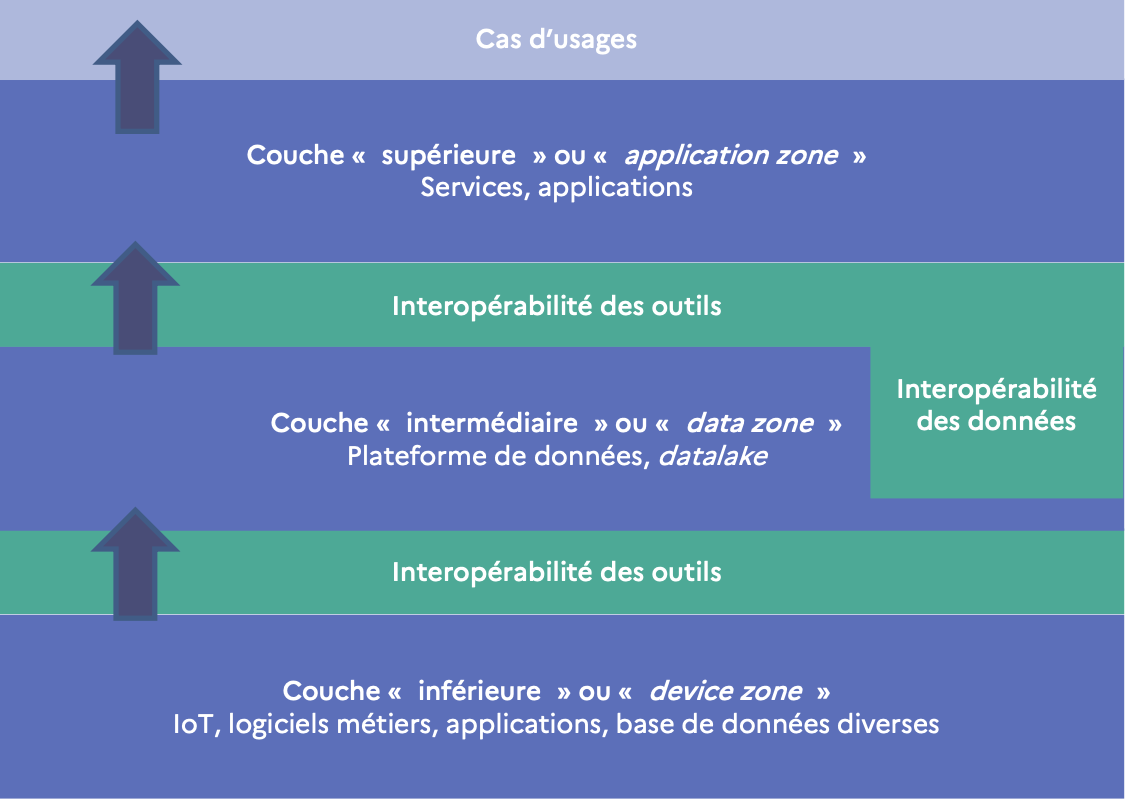 Cas d’usages
Couche « supérieure » ou « application zone »
Services, applications
Interopérabilité des outils
Interopérabilité
des données
Couche « intermédiaire » ou « data zone »
Plateforme de données, datalake
Interopérabilité des outils
Couche « inférieure » ou « device zone »
IoT, logiciels métiers, applications, base de données diverses